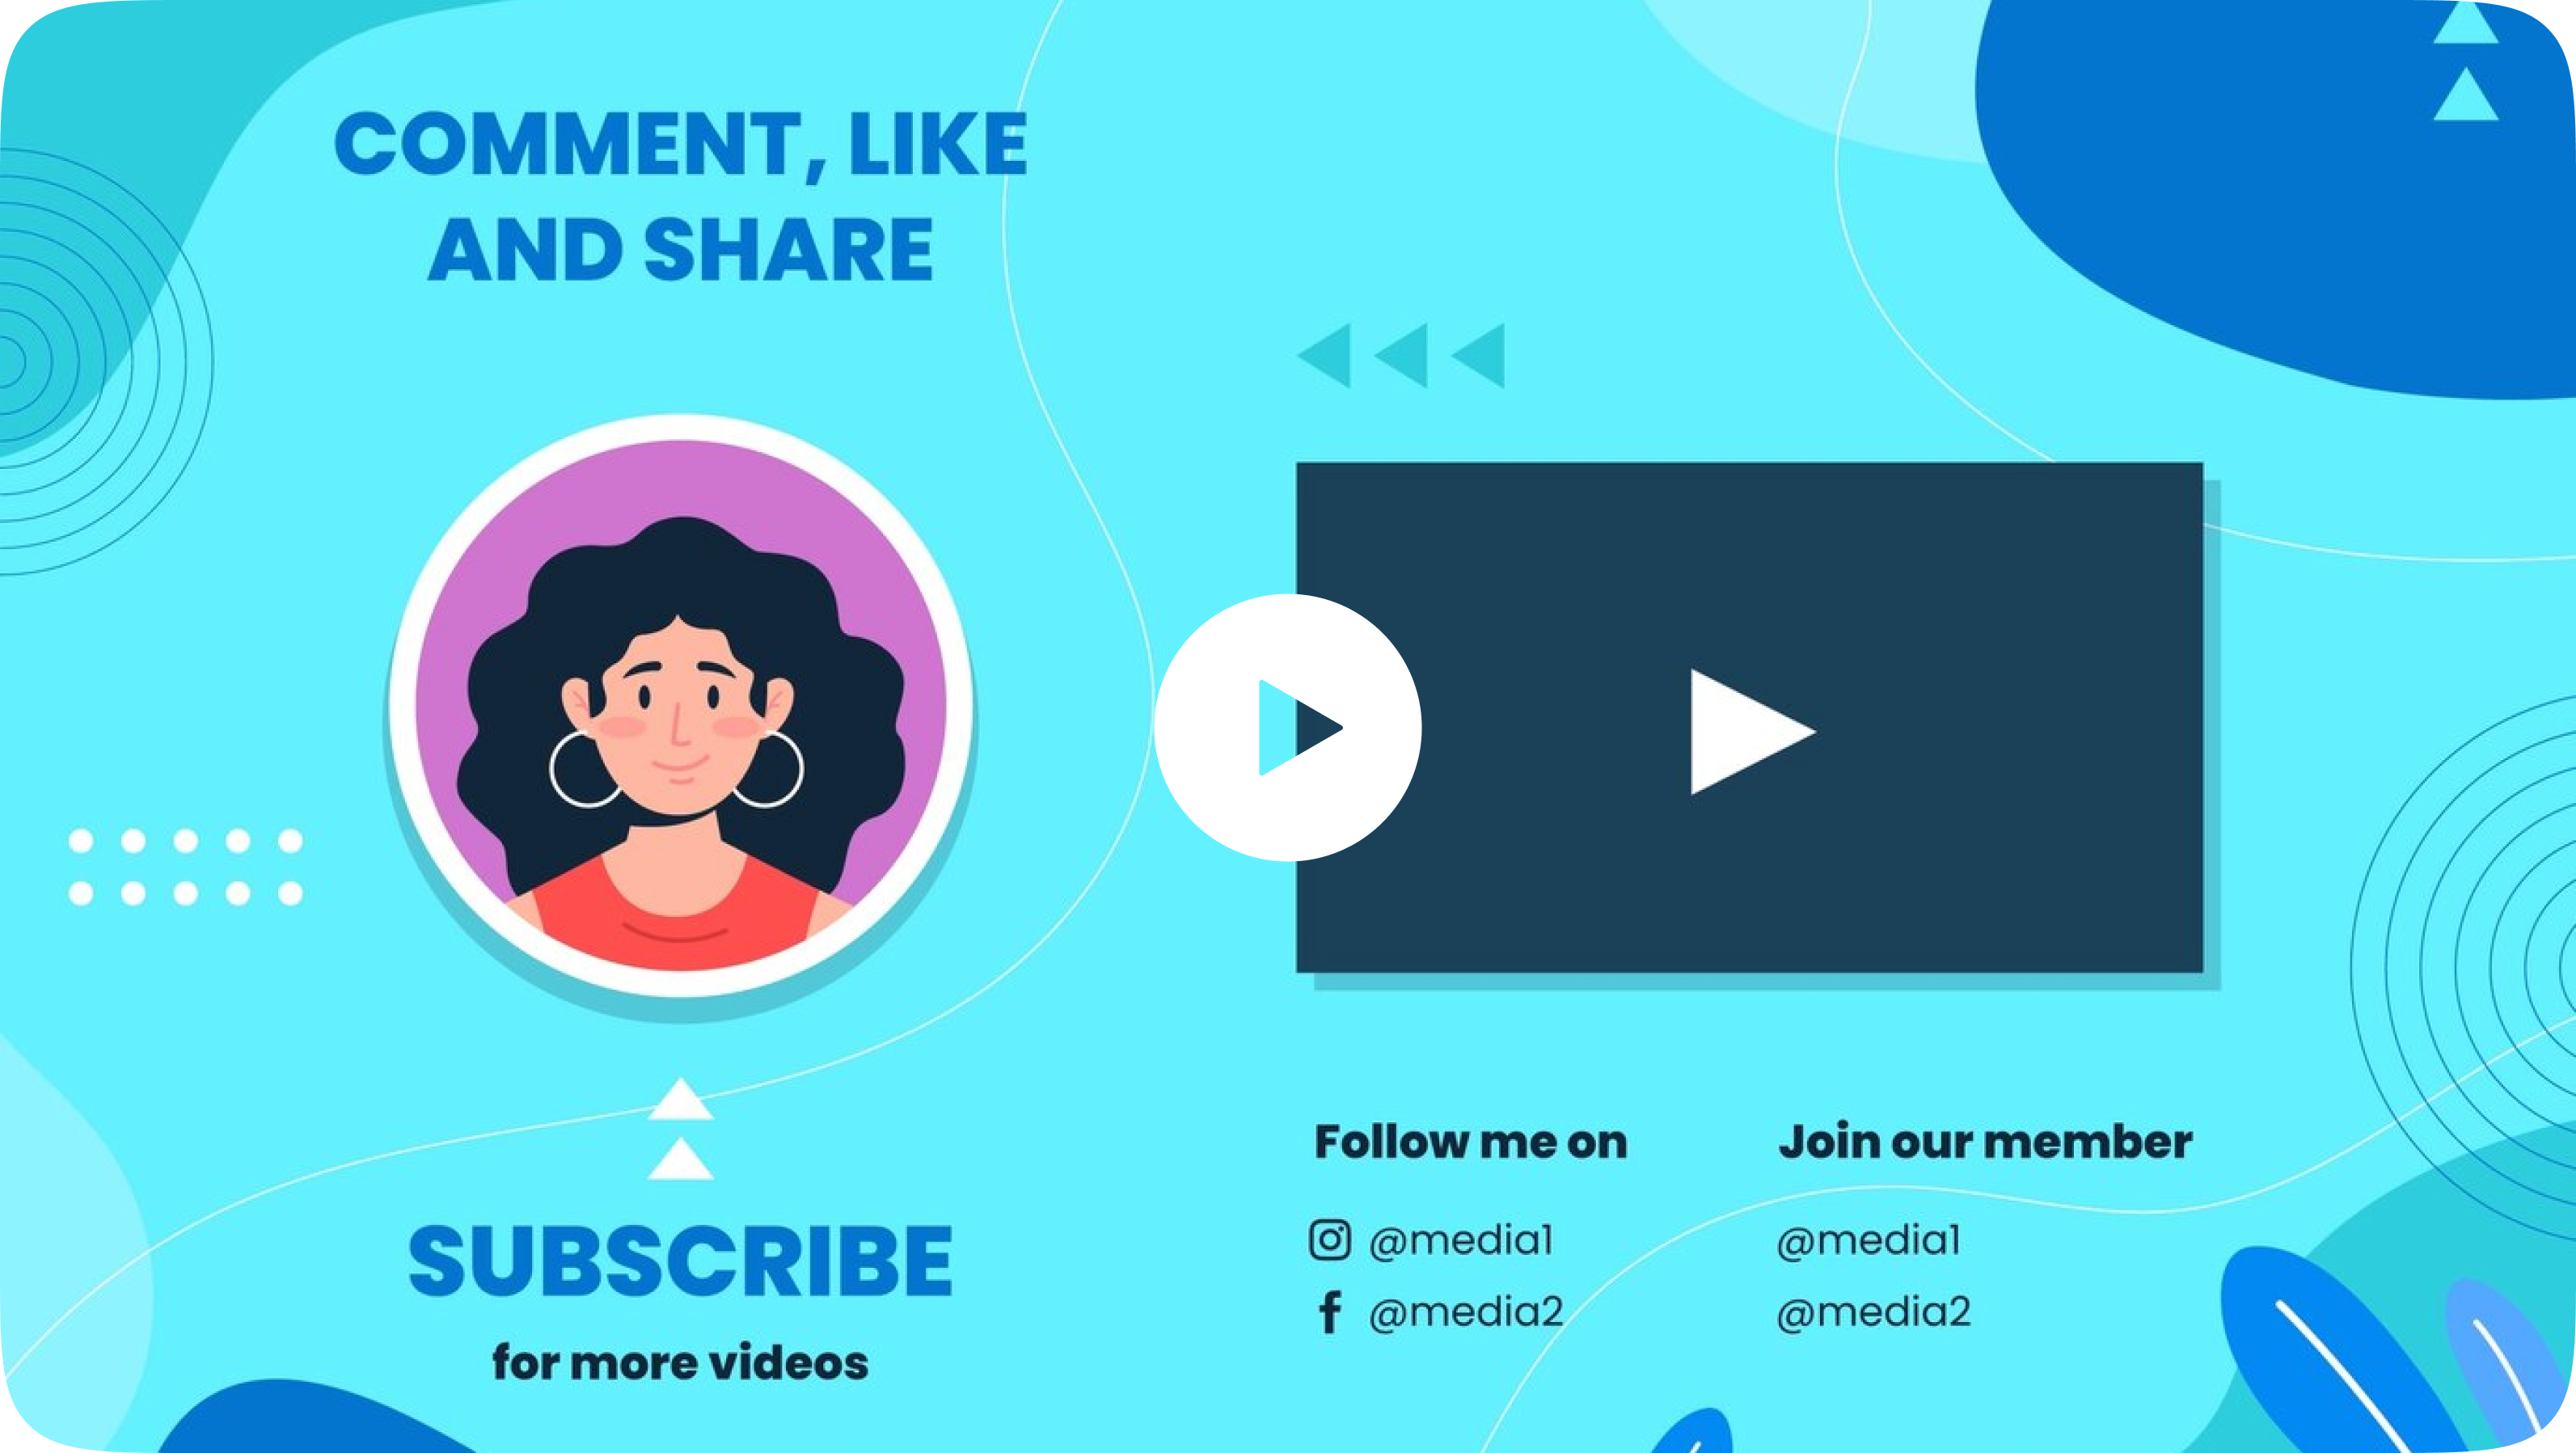 COMMENT, LIKE
AND SHARE
SUBSCRIBE
for more videos
Follow me on
@media1
@media2
Join our member
@media1
@media2